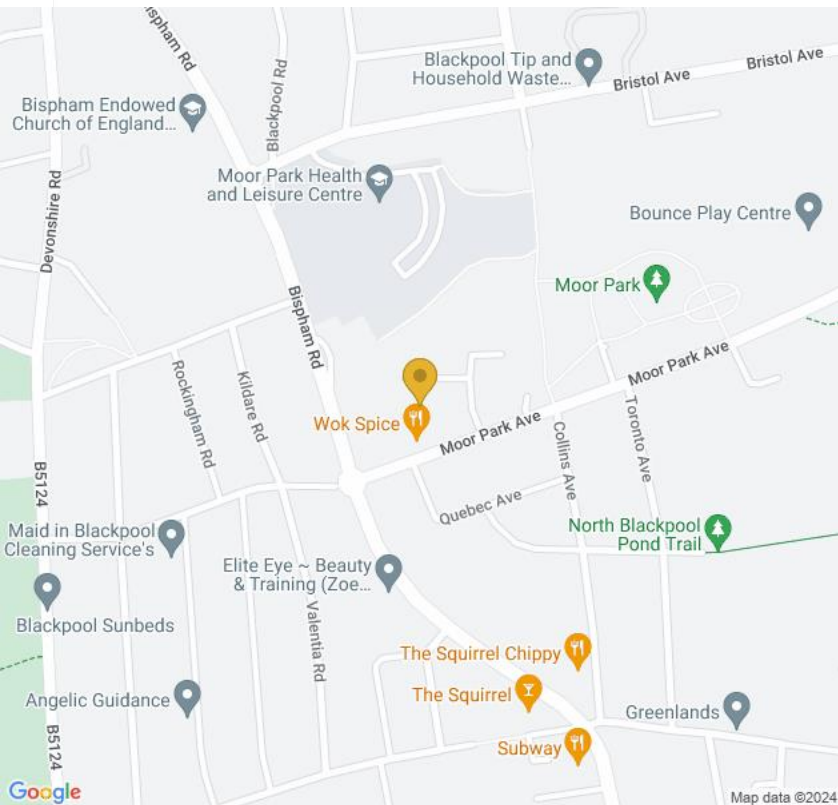 Bispham Rd
Blackpool Rd
Blackpool Tip and
Household Waste...
Bristol Ave
Bristol Ave
Bispham Endowed
Church of England...
Moor Park Health
and Leisure Centre
Devonshire Rd
Bounce Play Centre
Moor Park
Bispham Rd
Rockingham Rd
Kildare Rd
Moor Park Ave
Wok Spice
Moor Park Ave
Toronto Ave
Collins Ave
B5124
Quebec Ave
Maid in Blackpool
Cleaning Service's
North Blackpool
Pond Trail
Elite Eye ~ Beauty
& Training (Zoe...
Blackpool Sunbeds
Valentia Rd
The Squirrel Chippy
Angelic Guidance
The Squirrel
Greenlands
B5124
Subway
Google
Map data ©2024